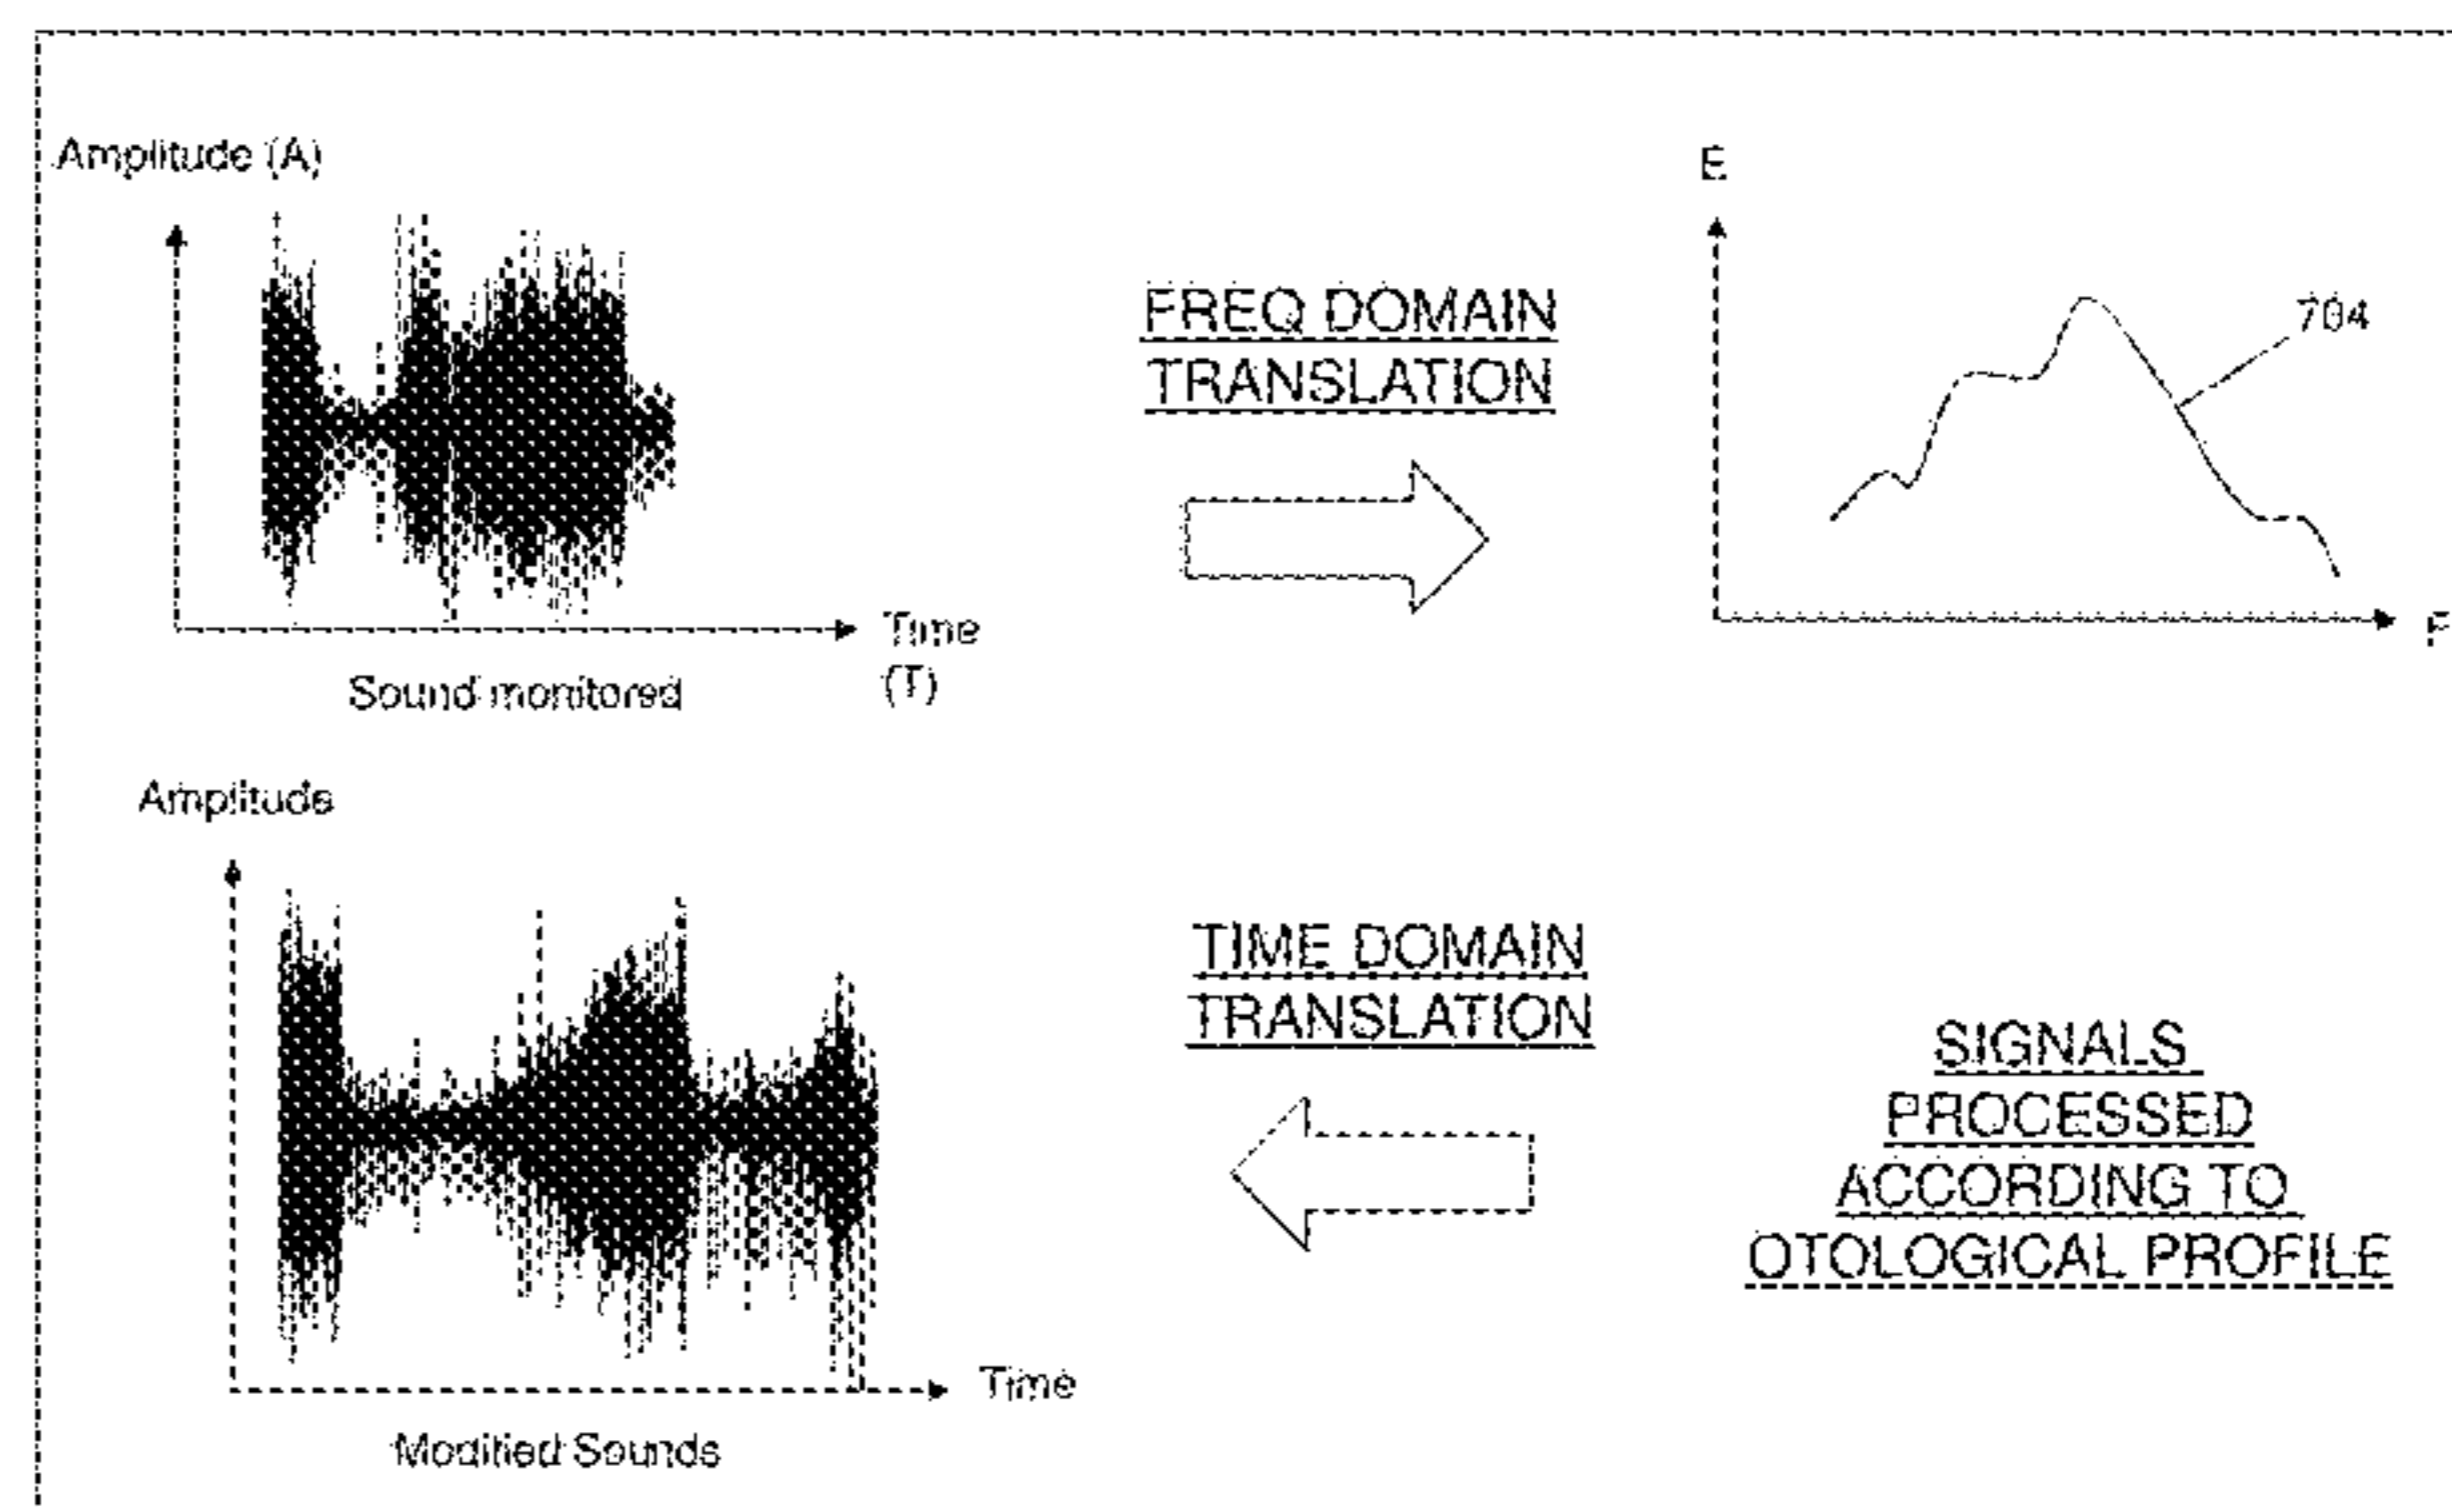 Amplitude (A)
E
FREQ DOMAIN
TRANSLATION
704
Time
(T)
F
Sound monitored
Amplitude
TIME DOMAIN
TRANSLATION
SIGNALS
PROCESSED
ACCORDING TO
OTOLOGICAL PROFILE
Time
Modified Sounds